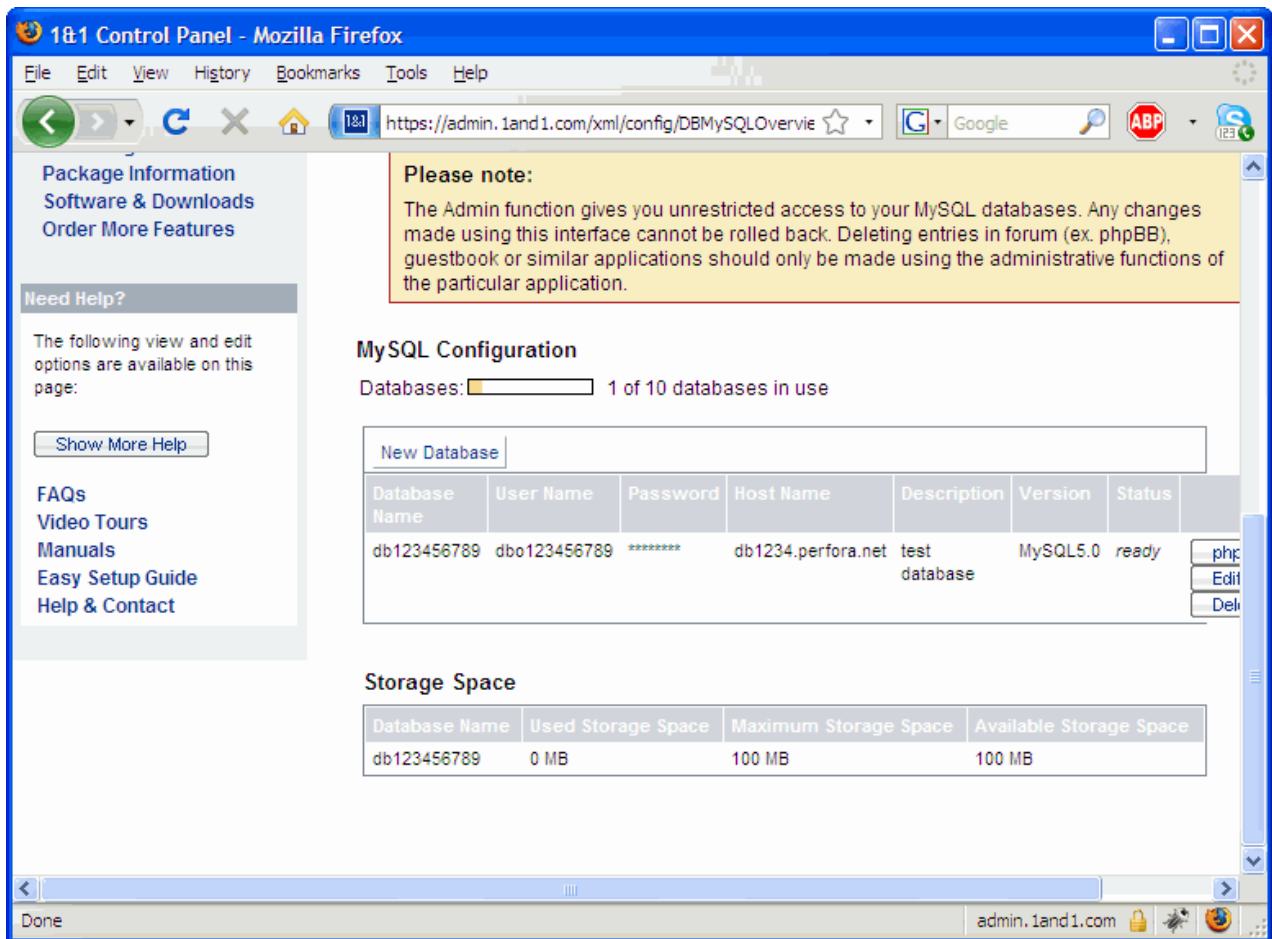 1&1 Control Panel - Mozilla Firefox
File Edit View History Bookmarks Tools Help
1&1 https://admin.1and1.com/xml/config/DBMySQLOvervie G Google ABP 123
Package Information
Software & Downloads
Order More Features
Need Help?
The following view and edit
options are available on this
page:
Show More Help
FAQs
Video Tours
Manuals
Easy Setup Guide
Help & Contact
Please note:
The Admin function gives you unrestricted access to your MySQL databases. Any changes
made using this interface cannot be rolled back. Deleting entries in forum (ex. phpBB),
guestbook or similar applications should only be made using the administrative functions of
the particular application.
MySQL Configuration
Databases: 1 of 10 databases in use
New Database
Database Name User Name Password Host Name Description Version Status
db123456789 dbo123456789 ******** db1234.perfora.net test database MySQL5.0 ready
php
Edit
Del
Storage Space
Database Name Used Storage Space Maximum Storage Space Available Storage Space
db123456789 0 MB 100 MB 100 MB
Done admin.1and1.com